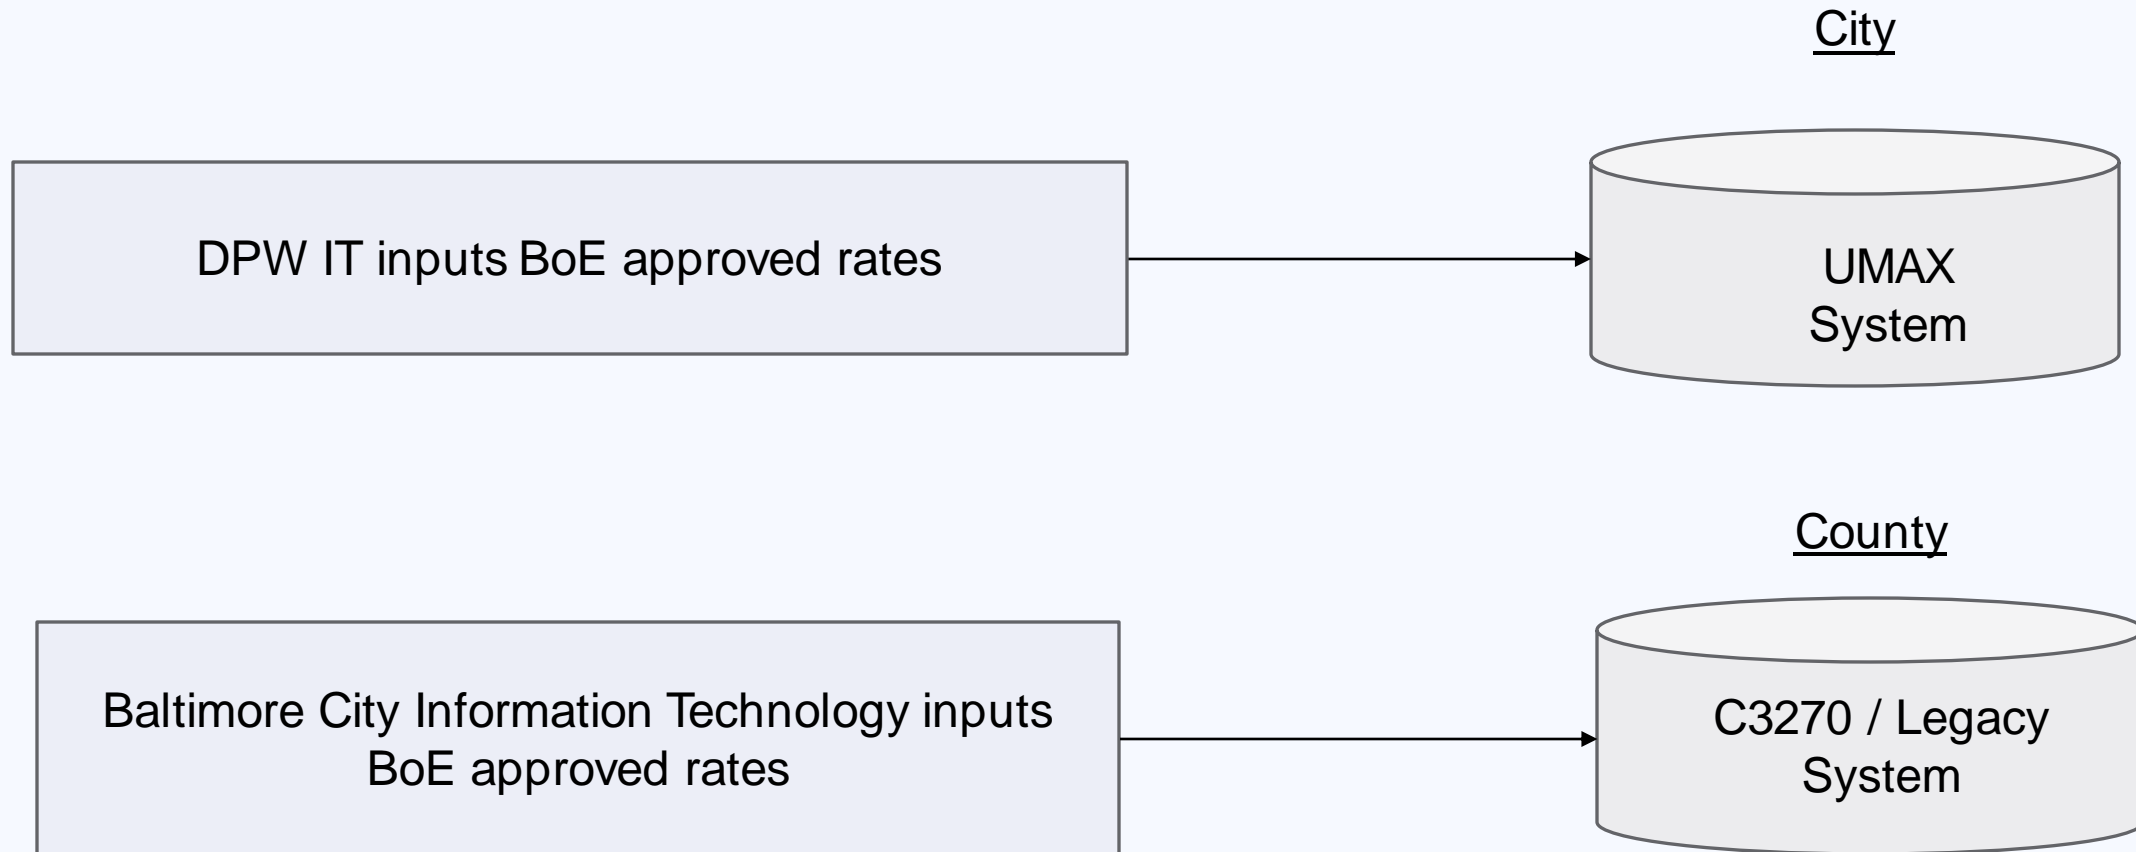 City
DPW IT inputs BoE approved rates
UMAX
System
County
Baltimore City Information Technology inputs
BoE approved rates
C3270 / Legacy
System